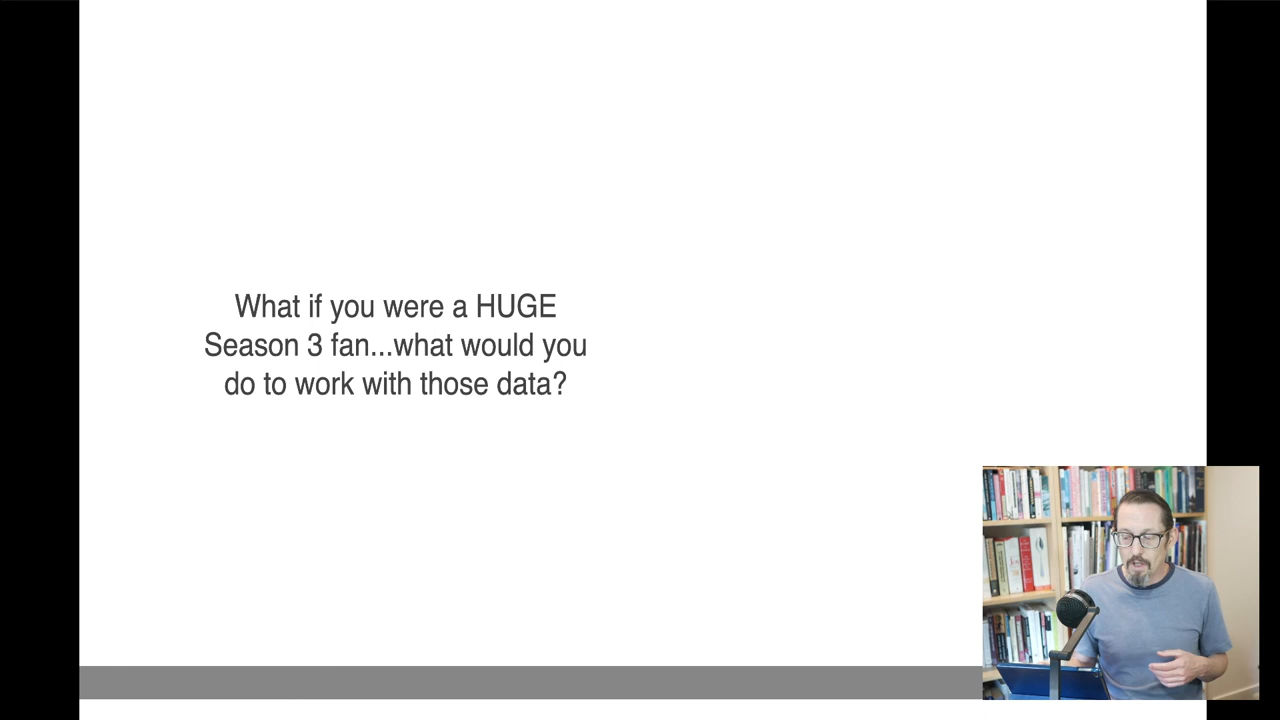 What if you were a HUGE
Season 3 fan...what would you
do to work with those data?